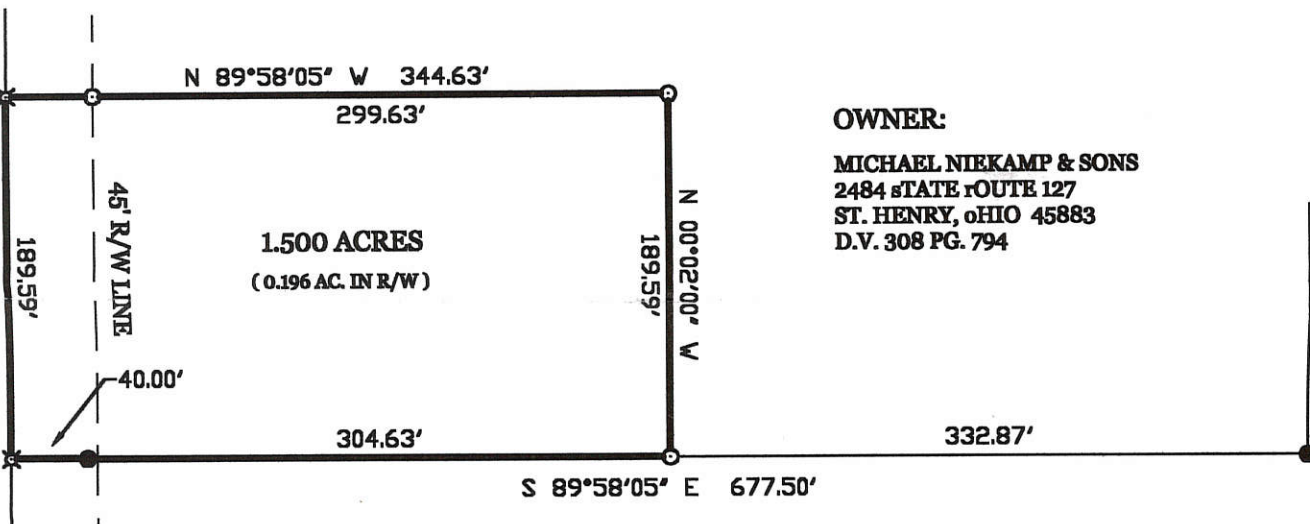 N 89°58'05" W 344.63'
299.63'
OWNER:
MICHAEL NIEKAMP & SONS
2484 sTATE rOUTE 127
ST. HENRY, oHIO 45883
D.V. 308 PG. 794
189.59'
45' R/W LINE
1.500 ACRES
( 0.196 AC. IN R/W )
189.59'
N 00°02'00" W
40.00'
304.63'
332.87'
S 89°58'05" E 677.50'